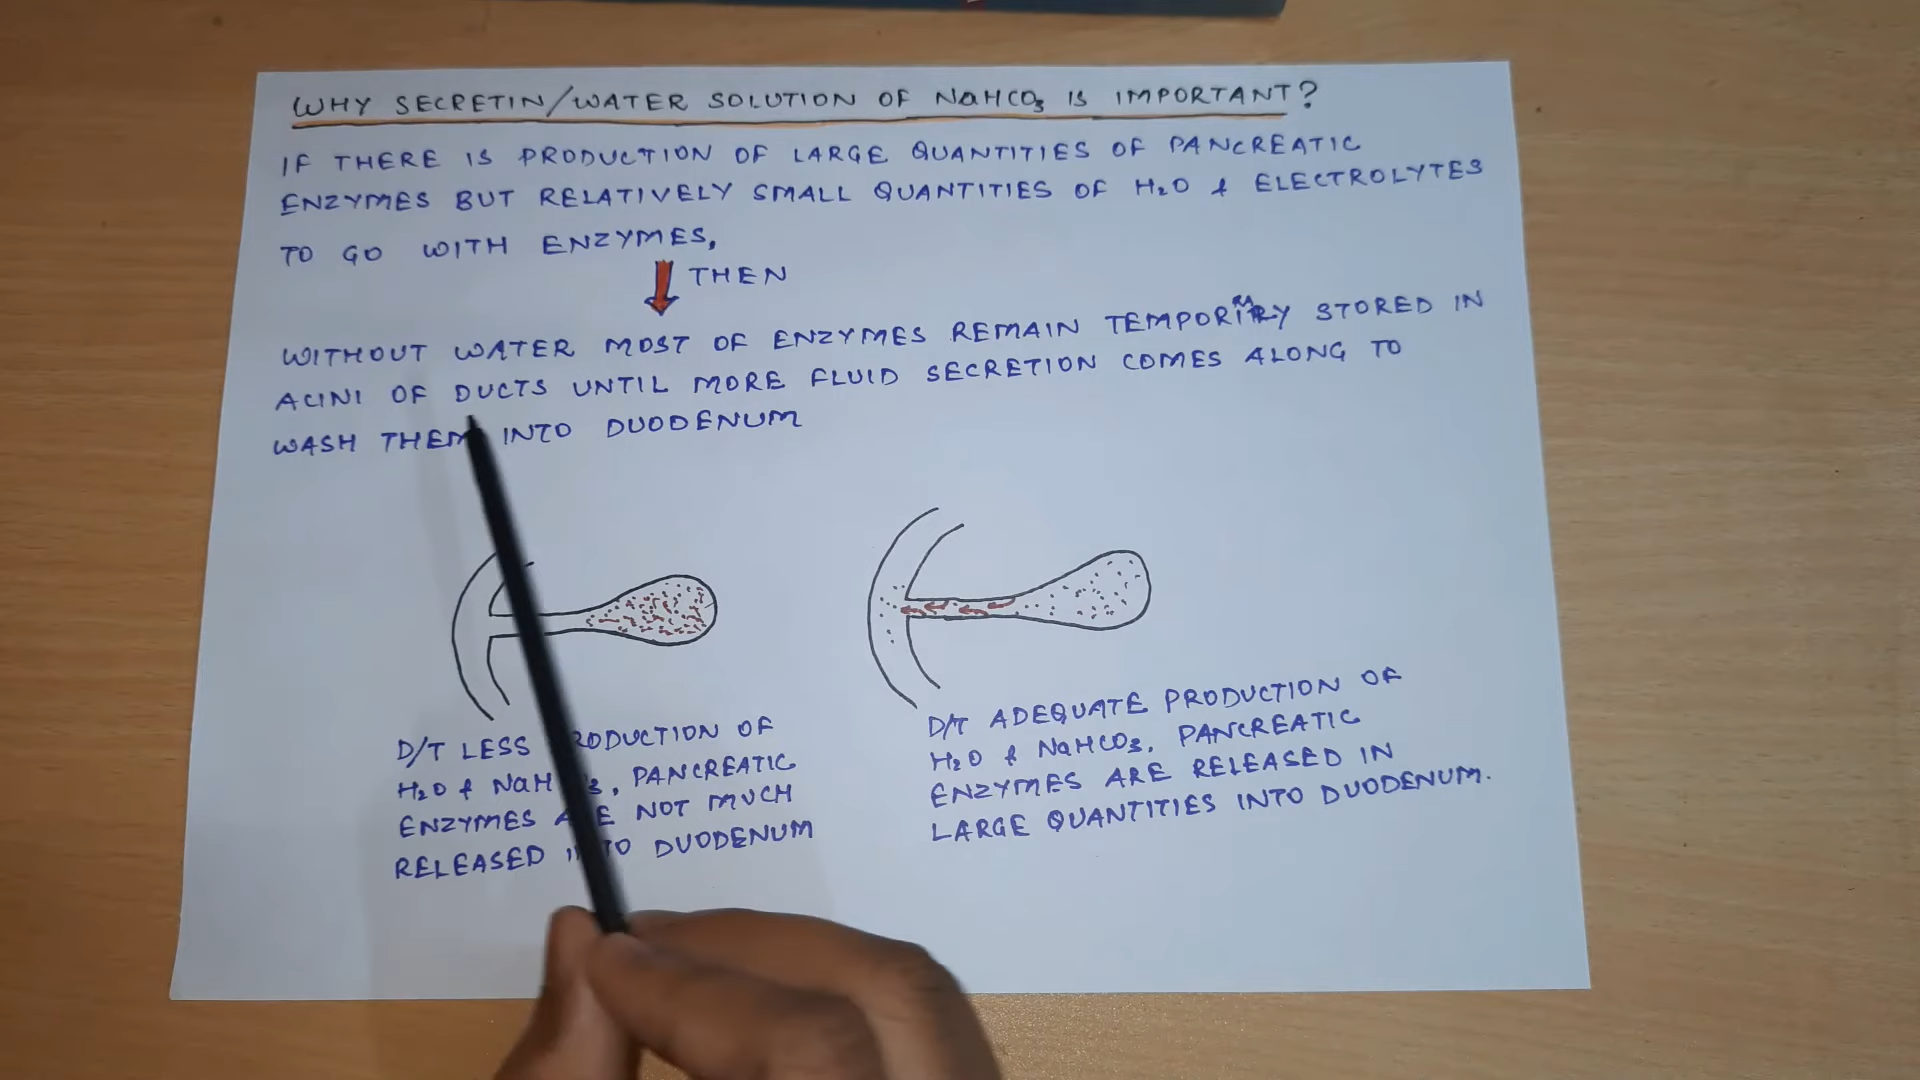 WHY SECRETIN/WATER SOLUTION OF NaHCO3 IS IMPORTANT?
IF THERE IS PRODUCTION OF LARGE QUANTITIES OF PANCREATIC
ENZYMES BUT RELATIVELY SMALL QUANTITIES OF H2O & ELECTROLYTES
TO GO WITH ENZYMES,
THEN
WITHOUT WATER MOST OF ENZYMES REMAIN STORED IN
ACINI OF DUCTS UNTIL MORE FLUID SECRETION COMES ALONG TO
WASH THEM INTO DUODENUM
D/T LESS PRODUCTION OF
H2O & PANCREATIC
ENZYMES NOT MUCH
RELEASED DUODENUM
D/T ADEQUATE PRODUCTION OF
H2O & NaHCO3, PANCREATIC
ENZYMES ARE RELEASED IN
LARGE QUANTITIES INTO DUODENUM.